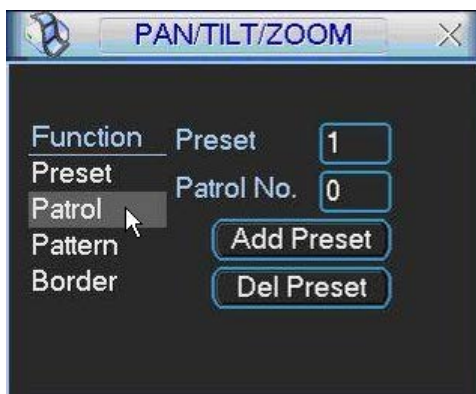 PAN/TILT/ZOOM
Function
Preset
Patrol
Pattern
Border
Preset 1
Patrol No. 0
Add Preset
Del Preset